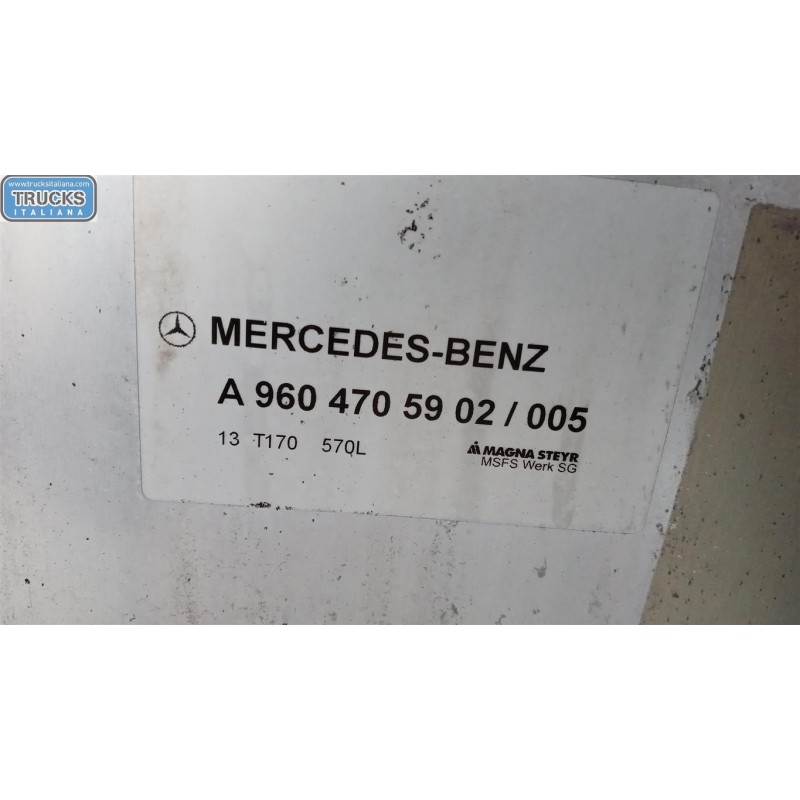 www.trucksitaliana.com
TRUCKS
ITALIANA
MERCEDES-BENZ
A 960 470 59 02 / 005
13 T170 570L
MAGNA STEYR
MSFS Werk SG